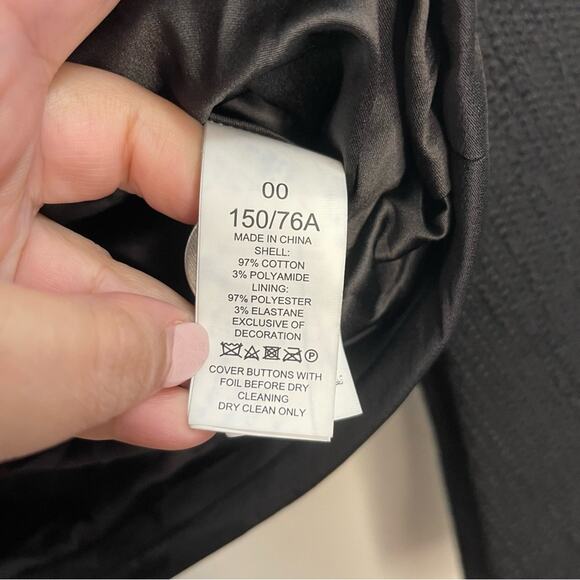 00
150/76A
MADE IN CHINA
SHELL:
97% COTTON
3% POLYAMIDE
LINING:
97% POLYESTER
3% ELASTANE
EXCLUSIVE OF
DECORATION
P
COVER BUTTONS WITH
FOIL BEFORE DRY
CLEANING
DRY CLEAN ONLY